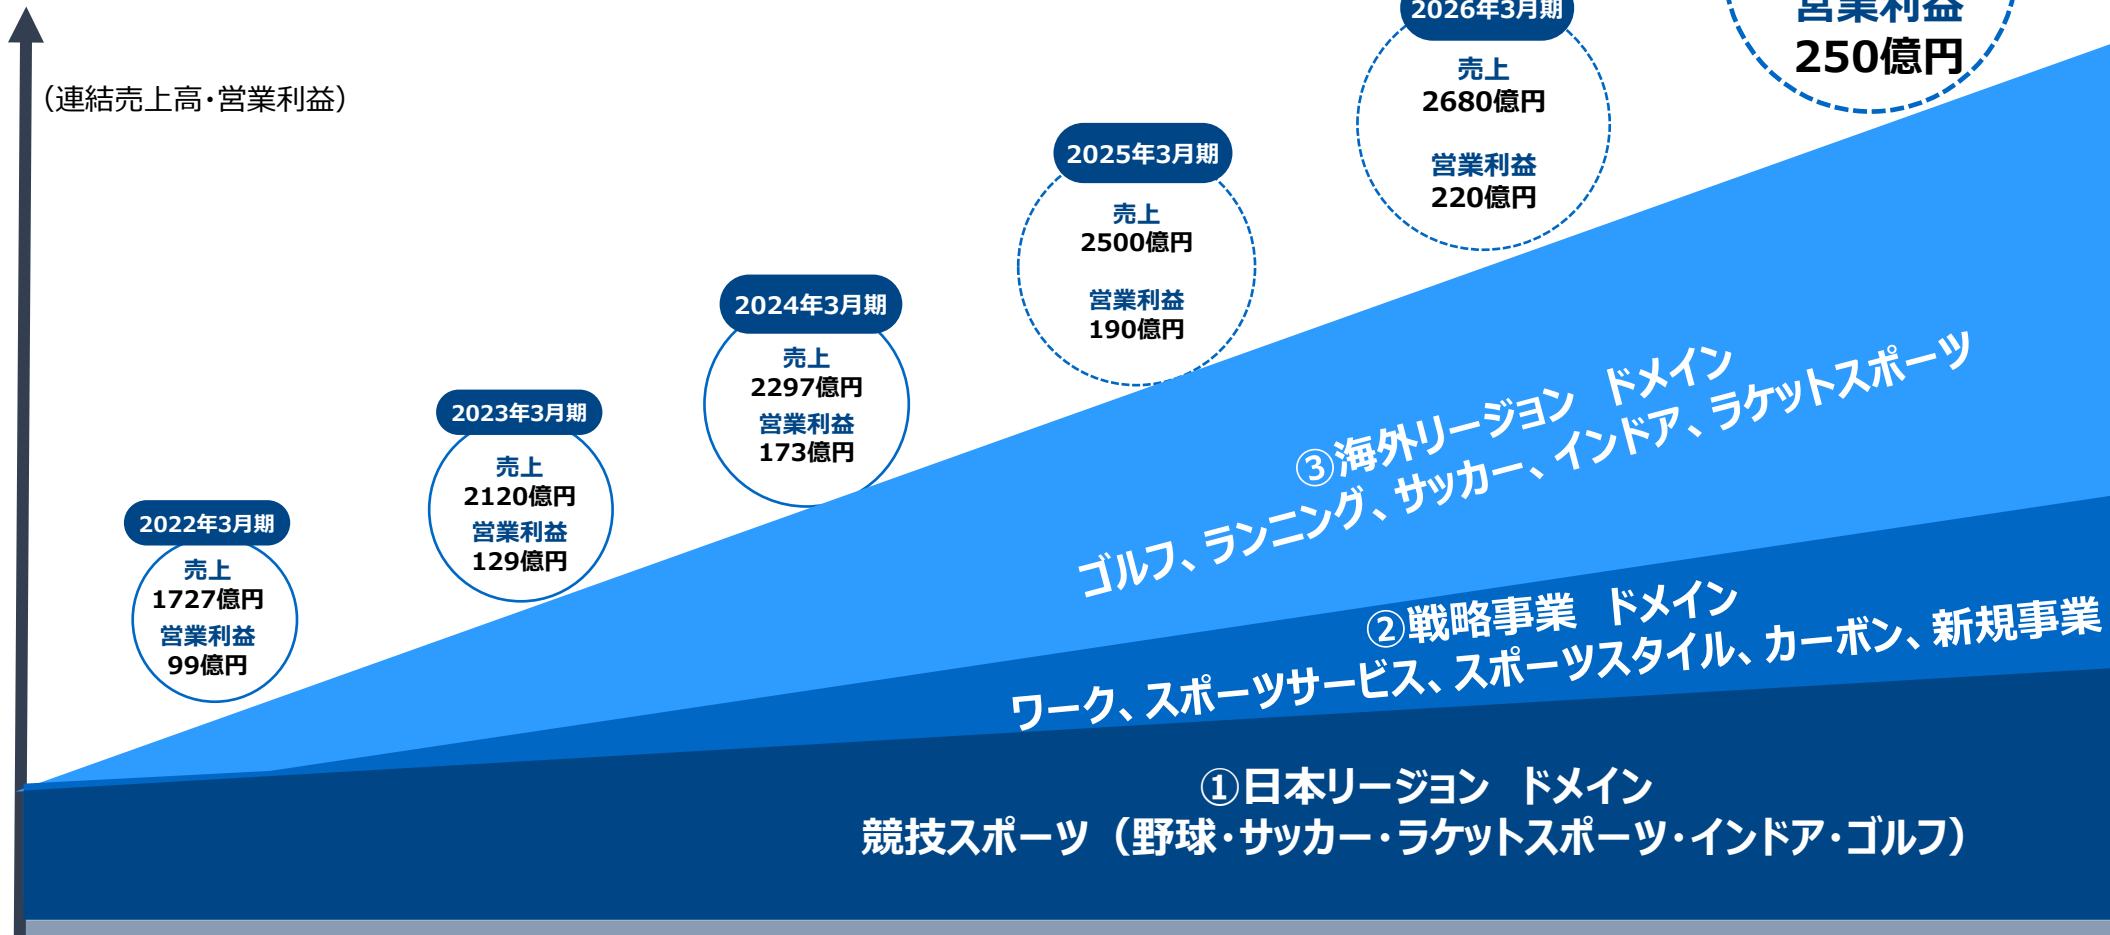 （連結売上高・営業利益）
2022年3月期
売上
1727億円
営業利益
99億円
2023年3月期
売上
2120億円
営業利益
129億円
2024年3月期
売上
2297億円
営業利益
173億円
2025年3月期
売上
2500億円
営業利益
190億円
2026年3月期
売上
2680億円
営業利益
220億円
営業利益
250億円
③海外リージョン　ドメイン
ゴルフ、ランニング、サッカー、インドア、ラケットスポーツ
②戦略事業　ドメイン
ワーク、スポーツサービス、スポーツスタイル、カーボン、新規事業
①日本リージョン　ドメイン
競技スポーツ（野球・サッカー・ラケットスポーツ・インドア・ゴルフ）